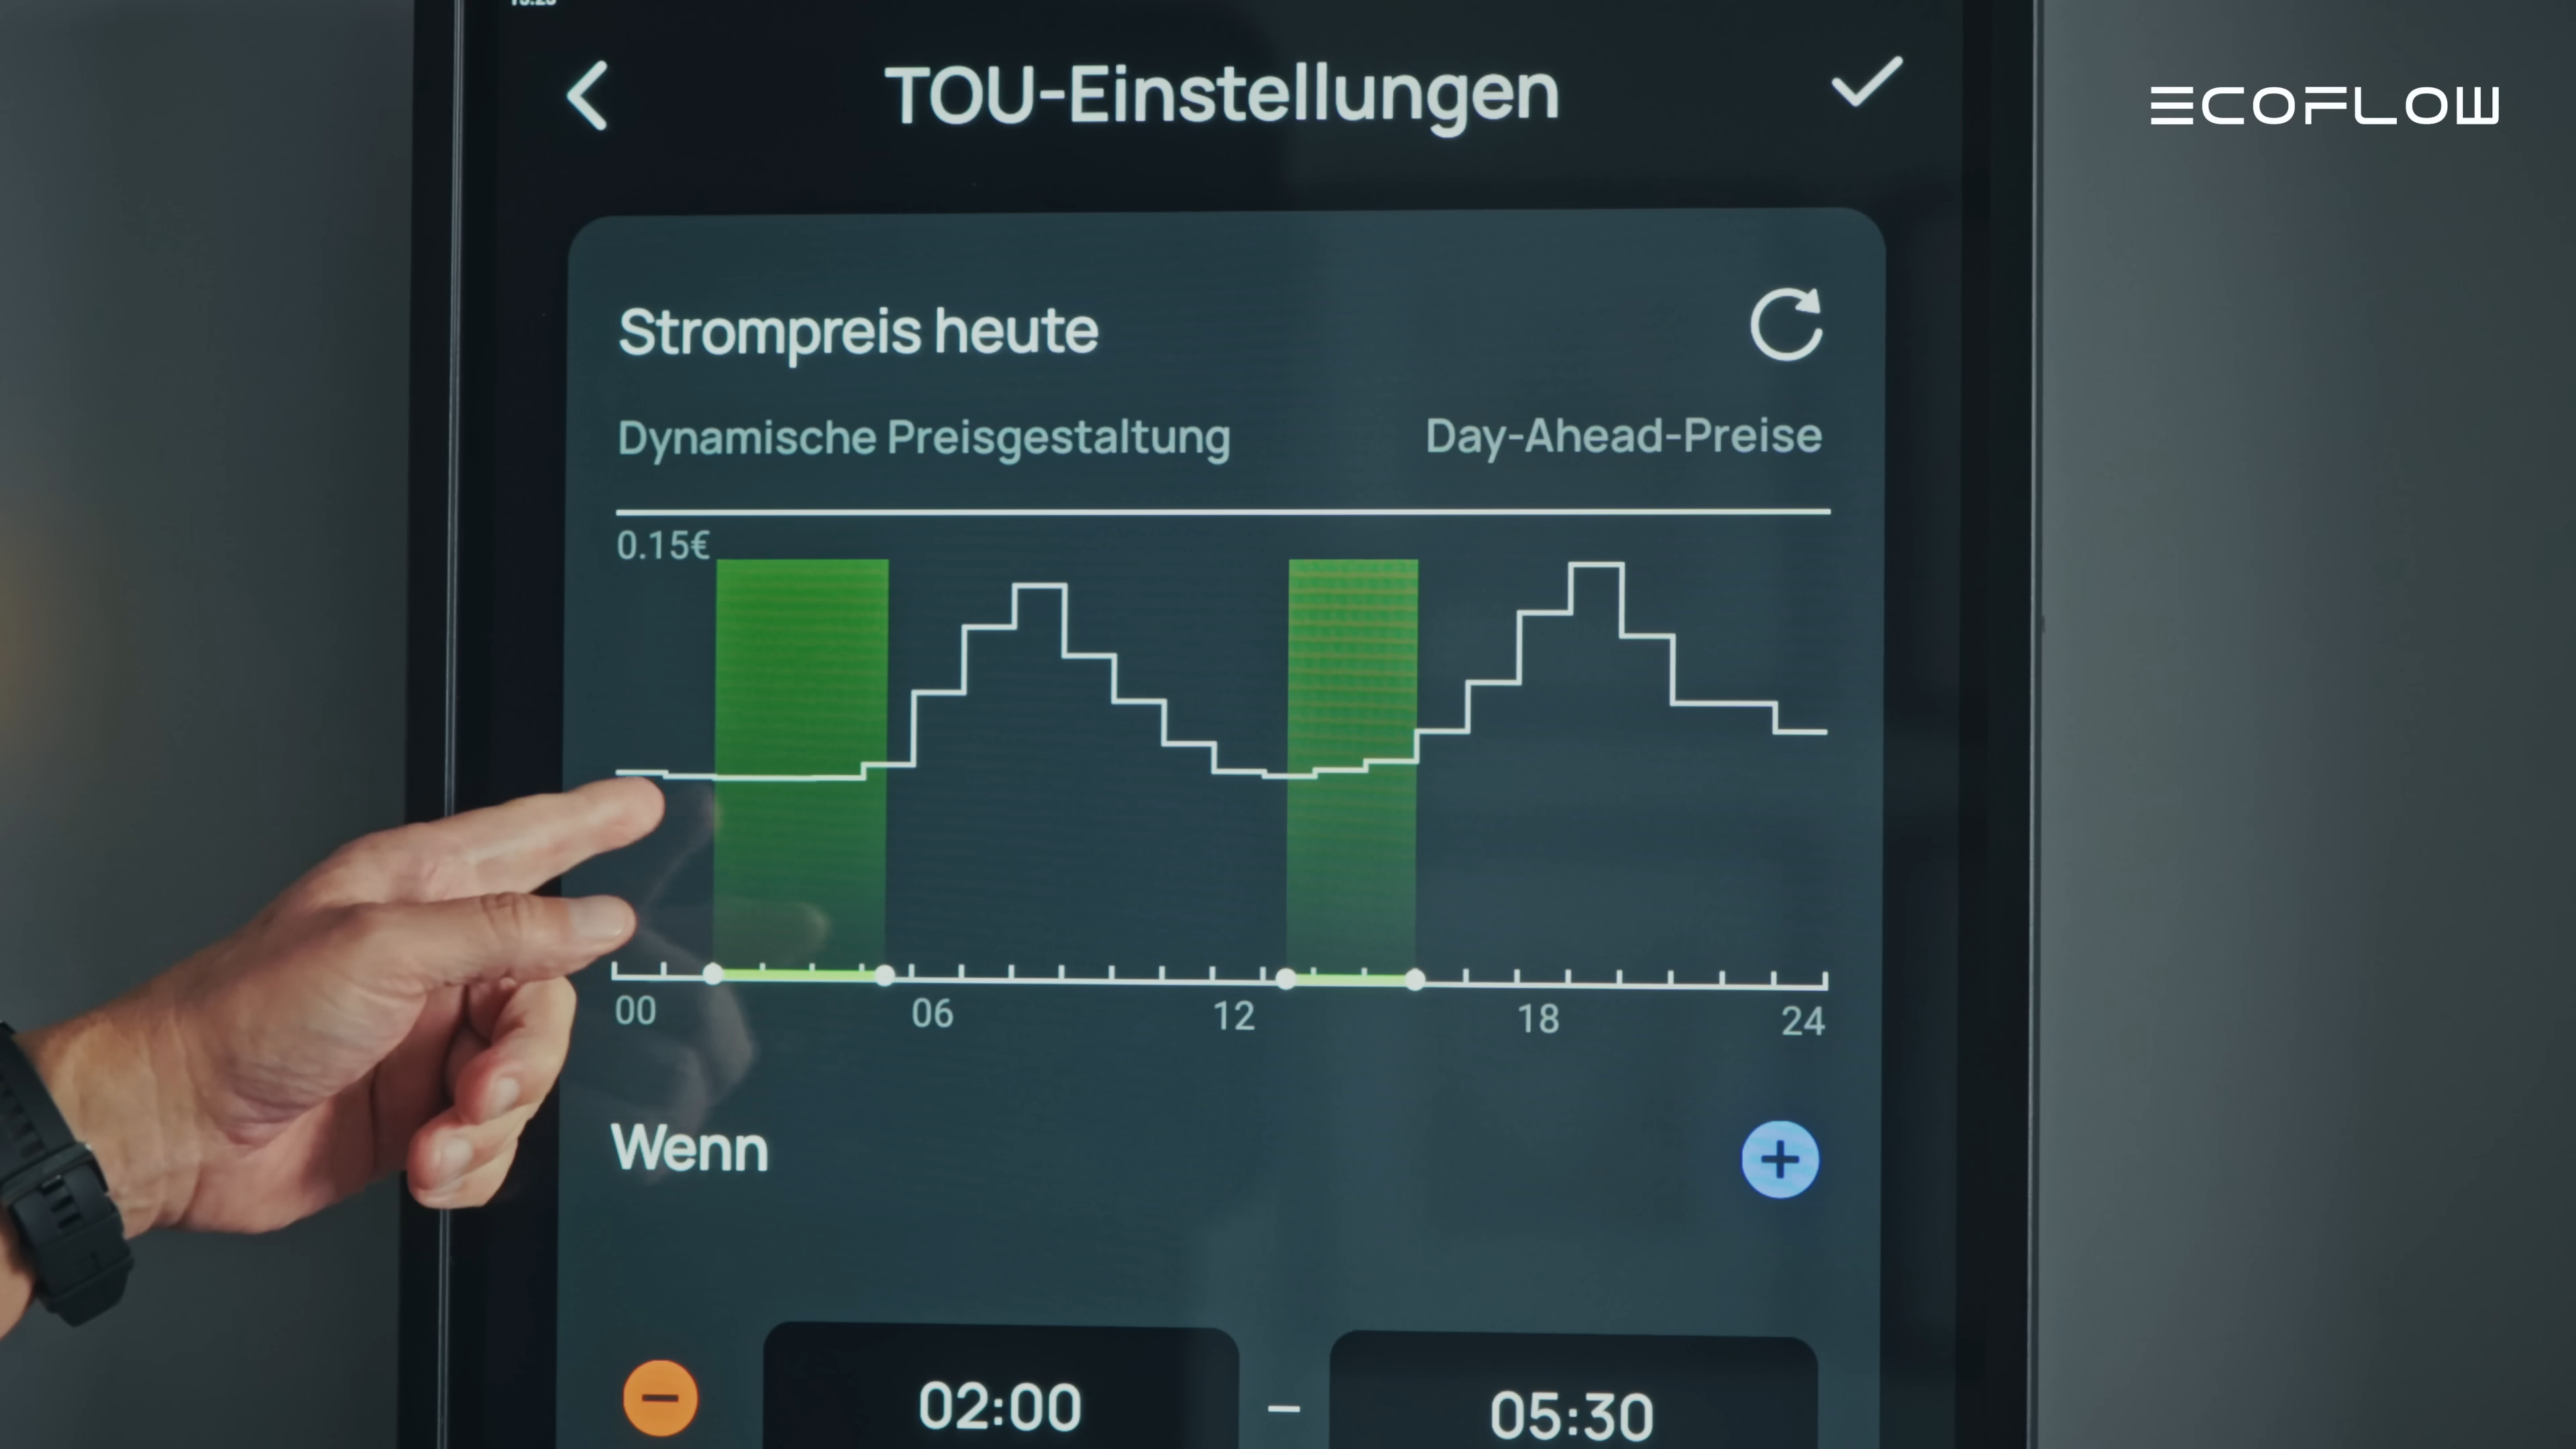 ECOFLOW
TOU-Einstellungen
Strompreis heute
Dynamische Preisgestaltung Day-Ahead-Preise
0.15€
00 06 12 18 24
Wenn
02:00 – 05:30